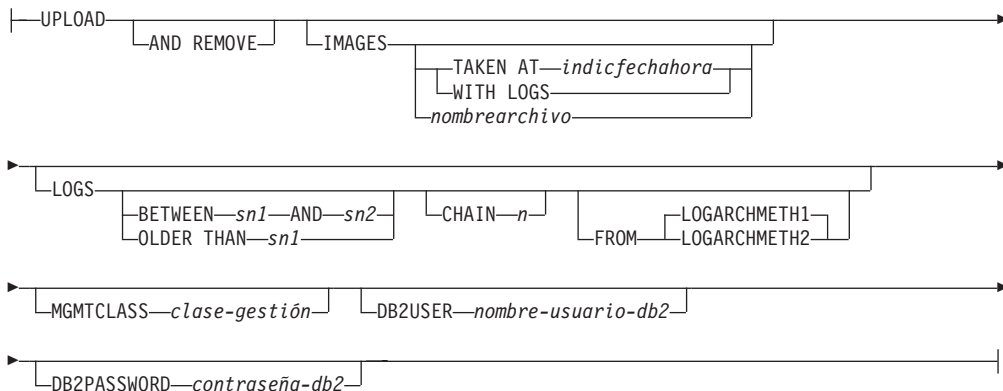 UPLOAD
AND REMOVE IMAGES
TAKEN AT indicfechahora
WITH LOGS
nombrearchivo
LOGS
BETWEEN sn1 AND sn2 CHAIN n LOGARCHMETH1
OLDER THAN sn1 FROM LOGARCHMETH2
MGMTCLASS clase-gestión DB2USER nombre-usuario-db2
DB2PASSWORD contraseña-db2